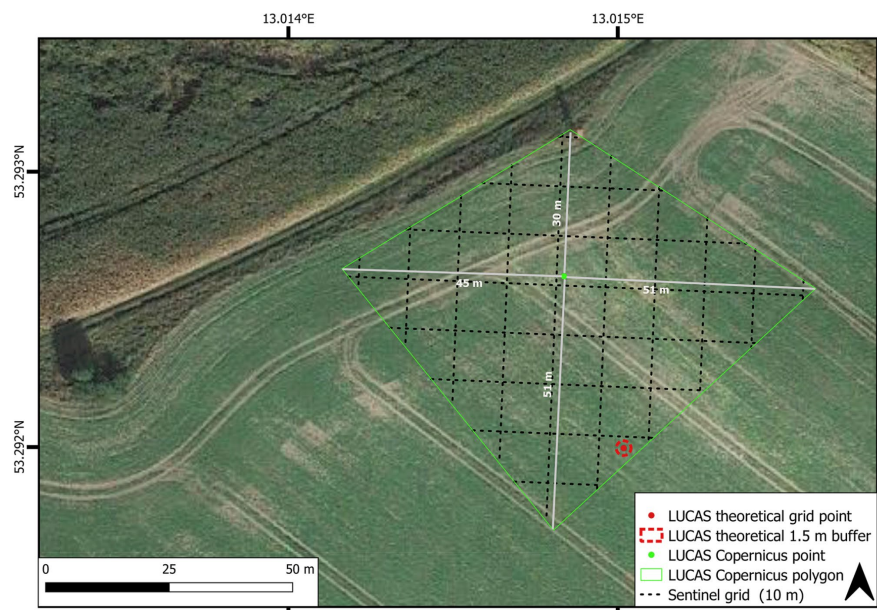 13.014°E 13.015°E
53.293°N
53.292°N
30 m
45 m
51 m
51 m
0 25 50 m
LUCAS theoretical grid point
LUCAS theoretical 1.5 m buffer
LUCAS Copernicus point
LUCAS Copernicus polygon
Sentinel grid (10 m)